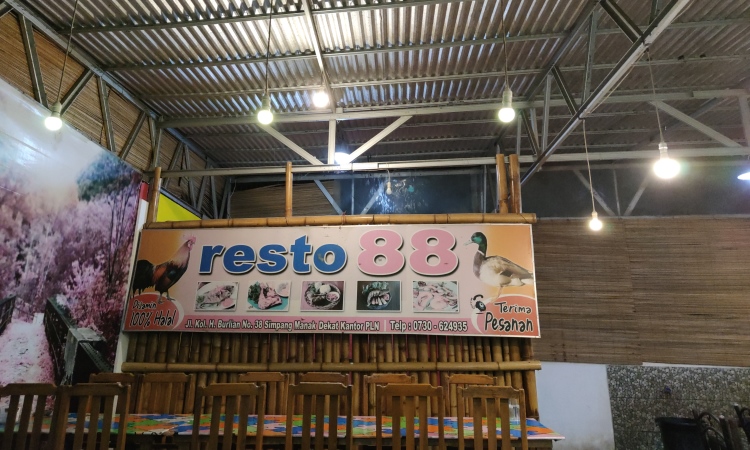 resto 88
Dijamin
100% Halal
Terima
Pesanan
Jl. Kol. H. Burlian No. 38 Simpang Manak Dekat Kantor PLN Telp : 0730 - 624935